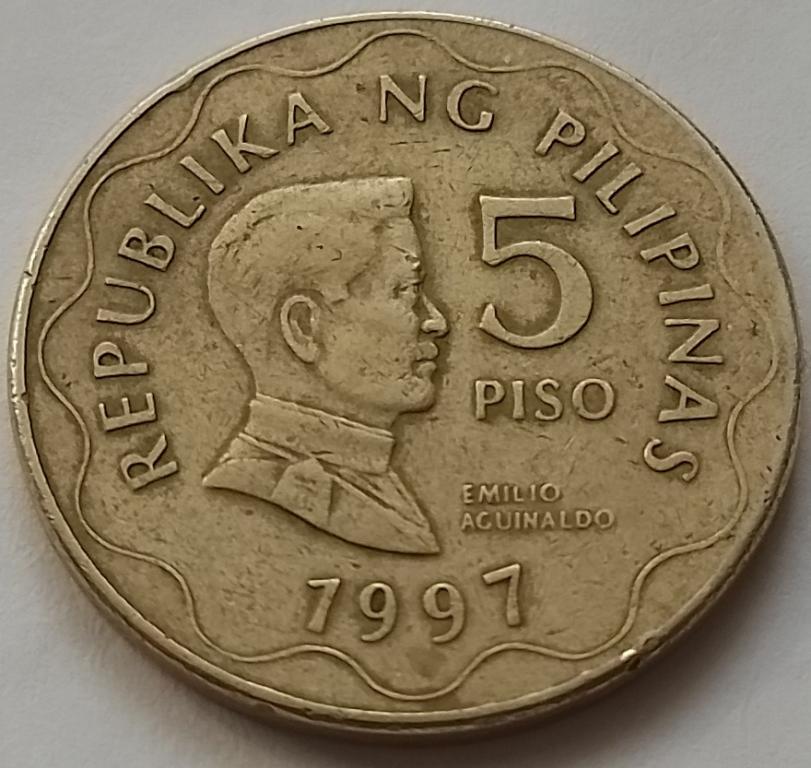 REPUBLIKA NG PILIPINAS
5
PISO
EMILIO
AGUINALDO
1997